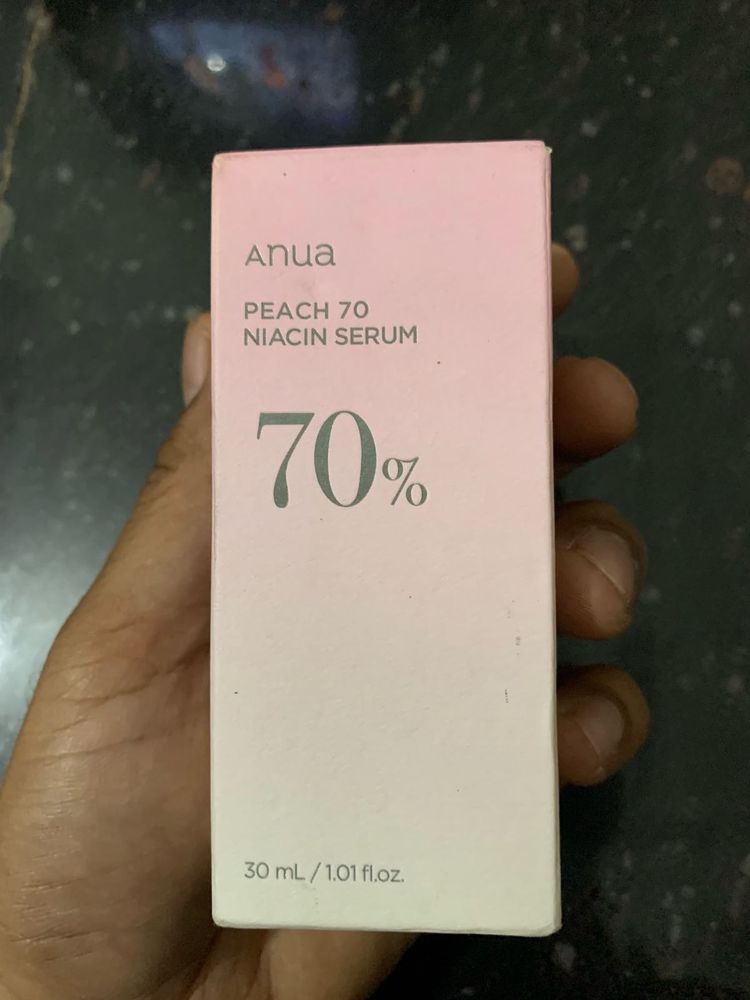 Anua
PEACH 70
NIACIN SERUM
70%
30 mL / 1.01 fl.oz.